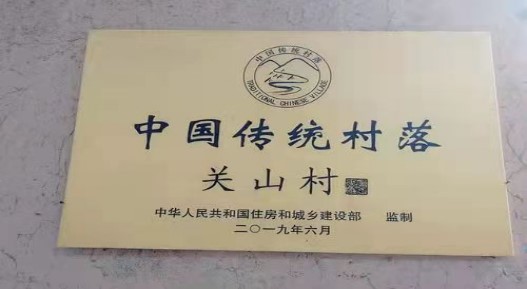 中国传统村落
TRADITIONAL CHINESE VILLAGE
中国传统村落
关山村
中华人民共和国住房和城乡建设部 监制
二〇一九年六月